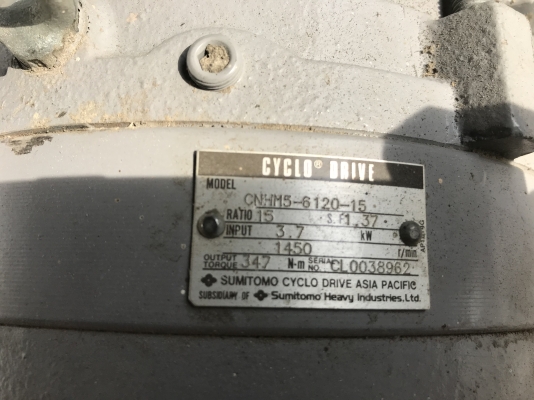 CYCLO® DRIVE
MODEL
CNHM5-6120-15
RATIO 15 S.F 1.37
INPUT 3.7 kW P
1450 r/min
OUTPUT TORQUE 347 N-m SERIAL NO. CL0038962
SUMITOMO CYCLO DRIVE ASIA PACIFIC
SUBSIDIARY OF Sumitomo Heavy Industries, Ltd.